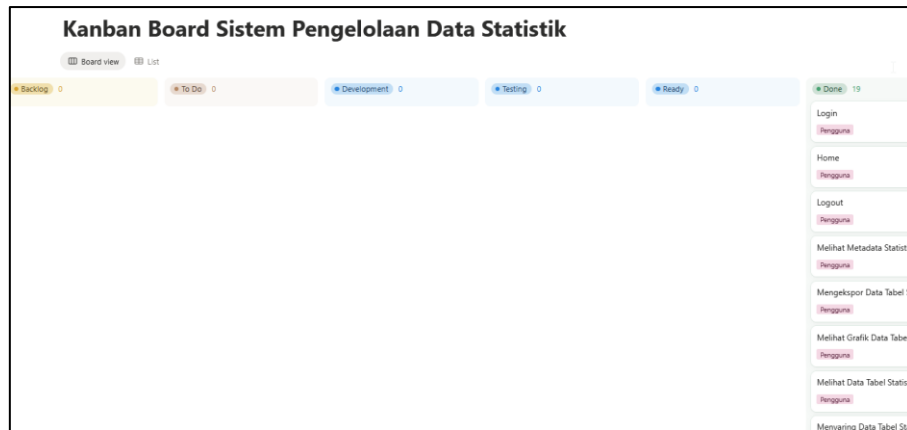 Kanban Board Sistem Pengelolaan Data Statistik
Board view List
Backlog 0 To Do 0 Development 0 Testing 0 Ready 0 Done 19
Login
Pengguna
Home
Pengguna
Logout
Pengguna
Melihat Metadata Statist
Pengguna
Mengekspor Data Tabel
Pengguna
Melihat Grafik Data Tabe
Pengguna
Melihat Data Tabel Statis
Pengguna
Menyaring Data Tabel St